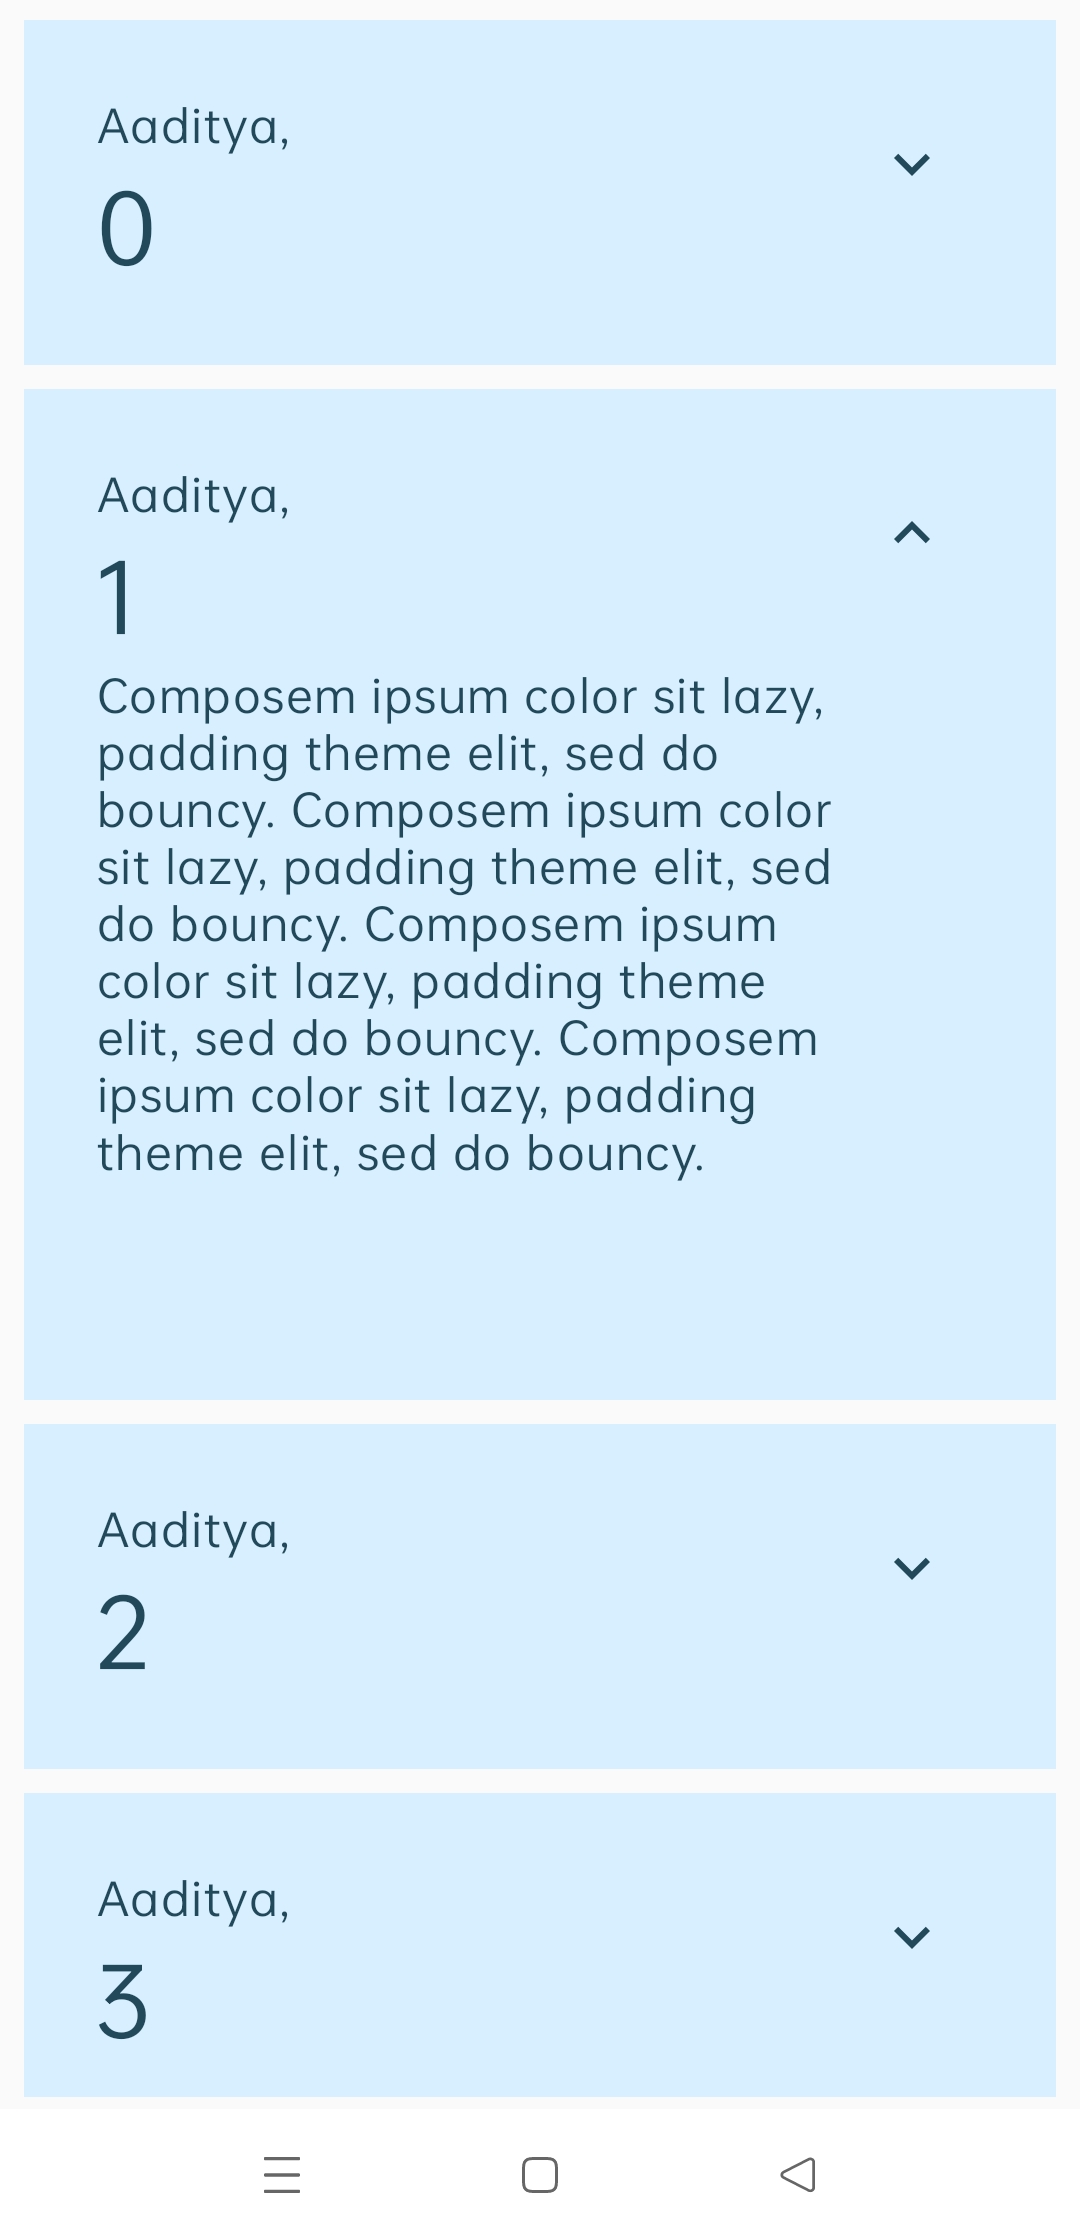 Aaditya,
0
Aaditya,
1
Composem ipsum color sit lazy,
padding theme elit, sed do
bouncy. Composem ipsum color
sit lazy, padding theme elit, sed
do bouncy. Composem ipsum
color sit lazy, padding theme
elit, sed do bouncy. Composem
ipsum color sit lazy, padding
theme elit, sed do bouncy.
Aaditya,
2
Aaditya,
3